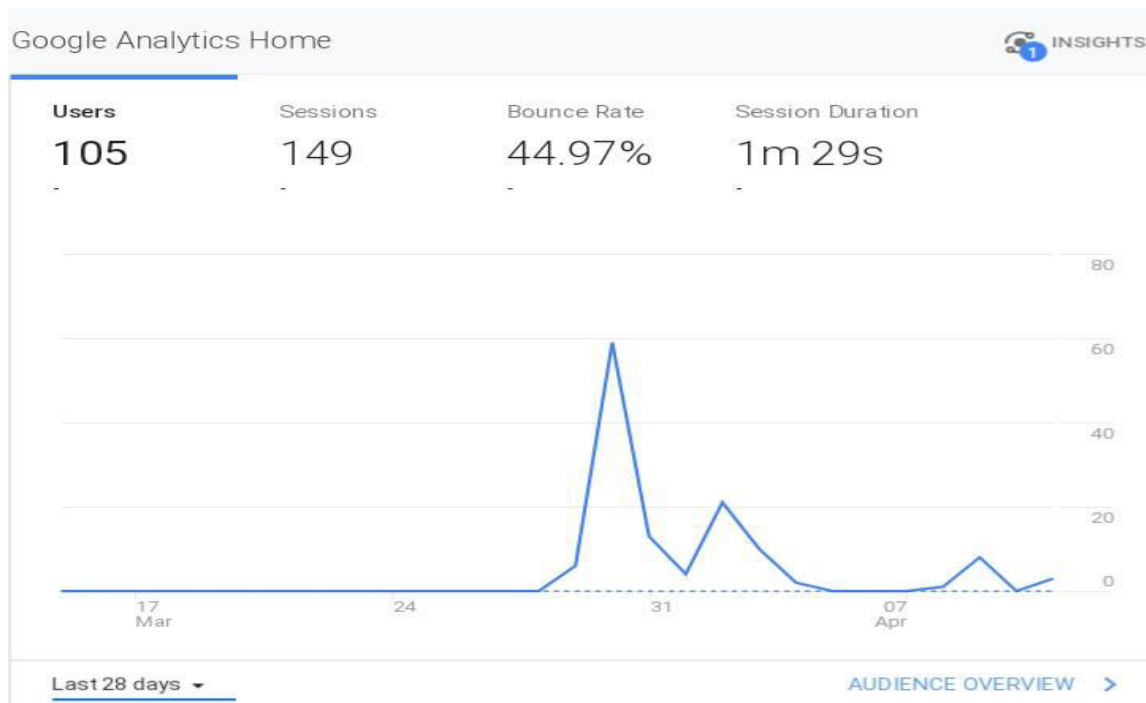 Google Analytics Home
1 INSIGHTS
Users Sessions Bounce Rate Session Duration
105 149 44.97% 1m 29s
- - - -
80
60
40
20
0
17 24 31 07
Mar Apr
Last 28 days AUDIENCE OVERVIEW >